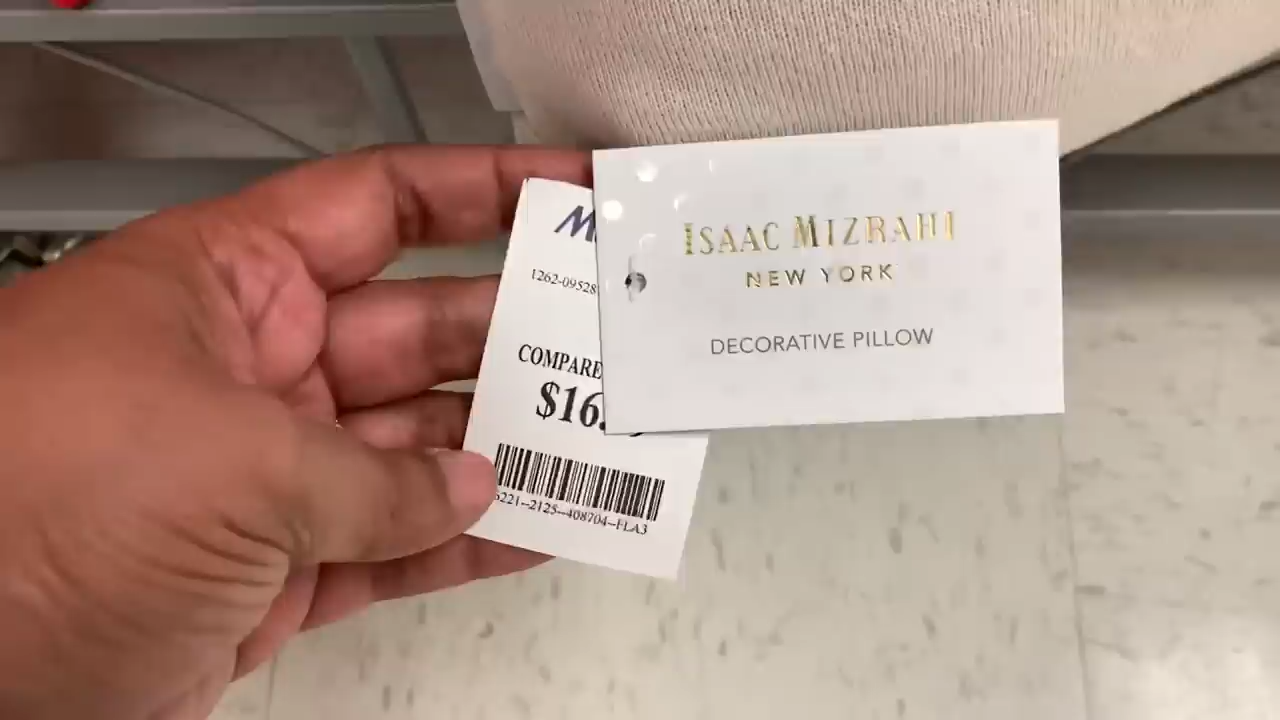 M
1262-09528
COMPARE
$16.
221--2125--408704--FLA3
ISAAC MIZRAHI
NEW YORK
DECORATIVE PILLOW